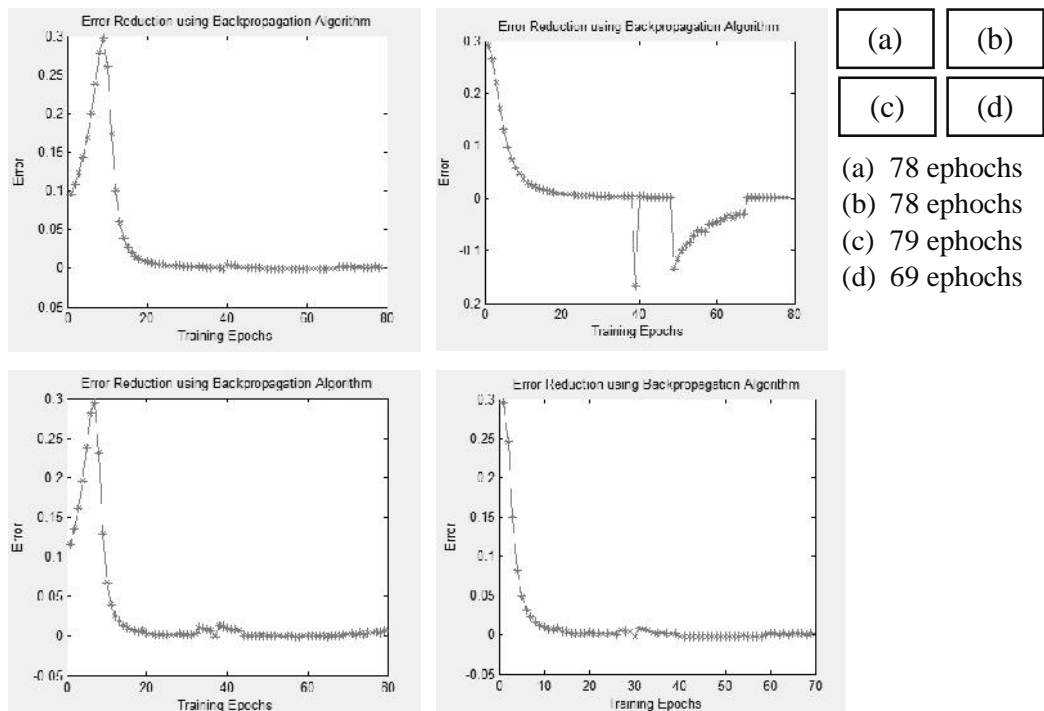 Error Reduction using Backpropagation Algorithm
0.3
0.25
0.2
0.15
0.1
0.05
0
0.05
0 20 40 60 80
Error
Training Epochs
Error Reduction using Backpropagation Algorithm
0.3
0.2
0.1
0
-0.1
0.2
0 20 40 60 80
Error
Training Epochs
(a) (b)
(c) (d)
(a) 78 ephochs
(b) 78 ephochs
(c) 79 ephochs
(d) 69 ephochs
Error Reduction using Backpropagation Algorithm
0.3
0.25
0.2
0.15
0.1
0.05
0
-0.05
0 20 40 60 80
Error
Training Epochs
Error Reduction using Backpropagation Algorithm
0.3
0.25
0.2
0.15
0.1
0.05
0
-0.05
0 10 20 30 40 50 60 70
Error
Training Epochs